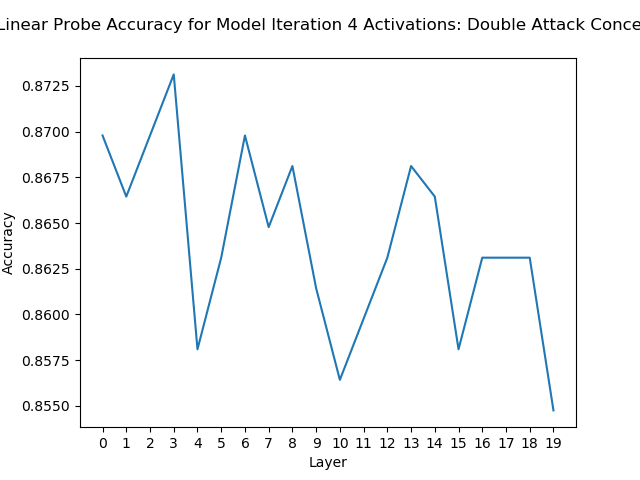 Linear Probe Accuracy for Model Iteration 4 Activations: Double Attack Conce
0.8725
0.8700
0.8675
0.8650
0.8625
0.8600
0.8575
0.8550
Accuracy
0 1 2 3 4 5 6 7 8 9 10 11 12 13 14 15 16 17 18 19
Layer